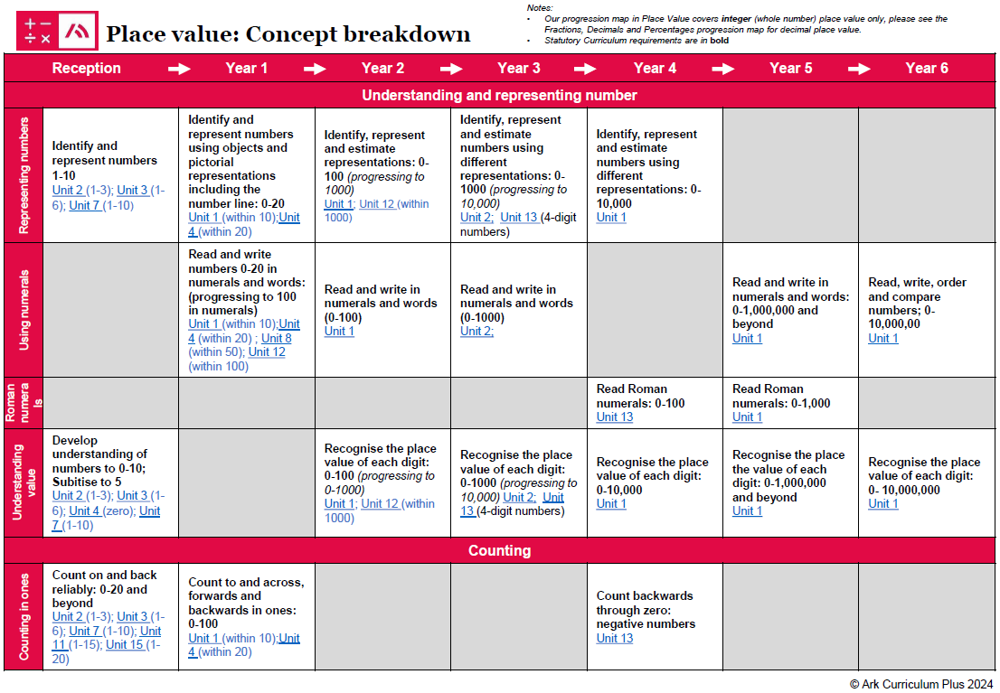 Notes:
• Our progression map in Place Value covers integer (whole number) place value only, please see the
Fractions, Decimals and Percentages progression map for decimal place value.
• Statutory Curriculum requirements are in bold
Place value: Concept breakdown
Reception Year 1 Year 2 Year 3 Year 4 Year 5 Year 6
Understanding and representing number
Representing numbers
Identify and
represent numbers
1-10
Unit 2 (1-3); Unit 3 (1-
6); Unit 7 (1-10)
Identify and
represent numbers
using objects and
pictorial
representations
including the
number line: 0-20
Unit 1 (within 10);Unit
4 (within 20)
Identify, represent
and estimate
representations: 0-
100 (progressing to
1000)
Unit 1; Unit 12 (within
1000)
Identify, represent
and estimate
numbers using
different
representations: 0-
1000 (progressing to
10,000)
Unit 2; Unit 13 (4-digit
numbers)
Identify, represent
and estimate
numbers using
different
representations: 0-
10,000
Unit 1
Using numerals
Read and write
numbers 0-20 in
numerals and words:
(progressing to 100
in numerals)
Unit 1 (within 10);Unit
4 (within 20) ; Unit 8
(within 50); Unit 12
(within 100)
Read and write in
numerals and words
(0-100)
Unit 1
Read and write in
numerals and words
(0-1000)
Unit 2;
Read and write in
numerals and words:
0-1,000,000 and
beyond
Unit 1
Read, write, order
and compare
numbers; 0-
10,000,00
Unit 1
Roman
numera
ls
Read Roman
numerals: 0-100
Unit 13
Read Roman
numerals: 0-1,000
Unit 1
Understanding
value
Develop
understanding of
numbers to 0-10;
Subitise to 5
Unit 2 (1-3); Unit 3 (1-
6); Unit 4 (zero); Unit
7 (1-10)
Recognise the place
value of each digit:
0-100 (progressing to
0-1000)
Unit 1; Unit 12 (within
1000)
Recognise the place
value of each digit:
0-1000 (progressing to
10,000) Unit 2; Unit
13 (4-digit numbers)
Recognise the place
value of each digit:
0-10,000
Unit 1
Recognise the place
the value of each
digit: 0-1,000,000
and beyond
Unit 1
Recognise the place
value of each digit:
0- 10,000,000
Unit 1
Counting
Counting in ones
Count on and back
reliably: 0-20 and
beyond
Unit 2 (1-3); Unit 3 (1-
6); Unit 7 (1-10); Unit
11 (1-15); Unit 15 (1-
20)
Count to and across,
forwards and
backwards in ones:
0-100
Unit 1 (within 10);Unit
4 (within 20)
Count backwards
through zero:
negative numbers
Unit 13
© Ark Curriculum Plus 2024